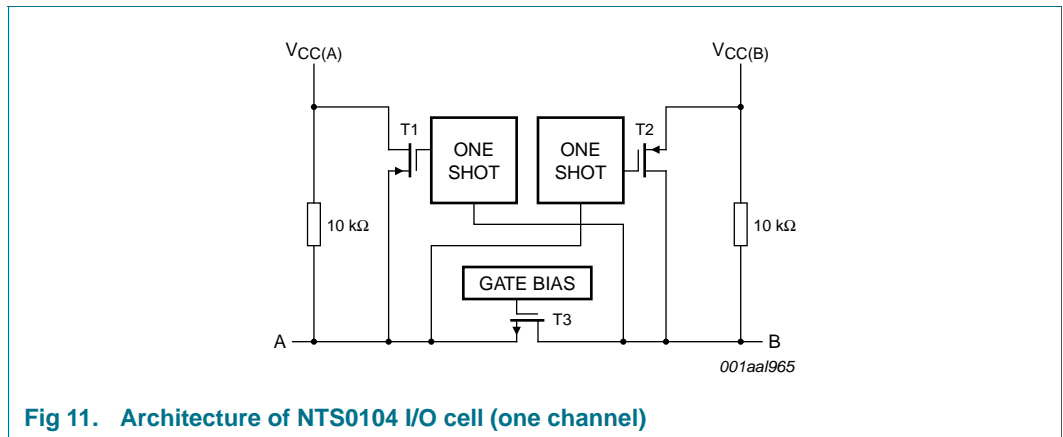 VCC(A)
VCC(B)
T1
ONE
SHOT
ONE
SHOT
T2
10 kΩ
10 kΩ
GATE BIAS
T3
A
B
001aal965
Fig 11. Architecture of NTS0104 I/O cell (one channel)